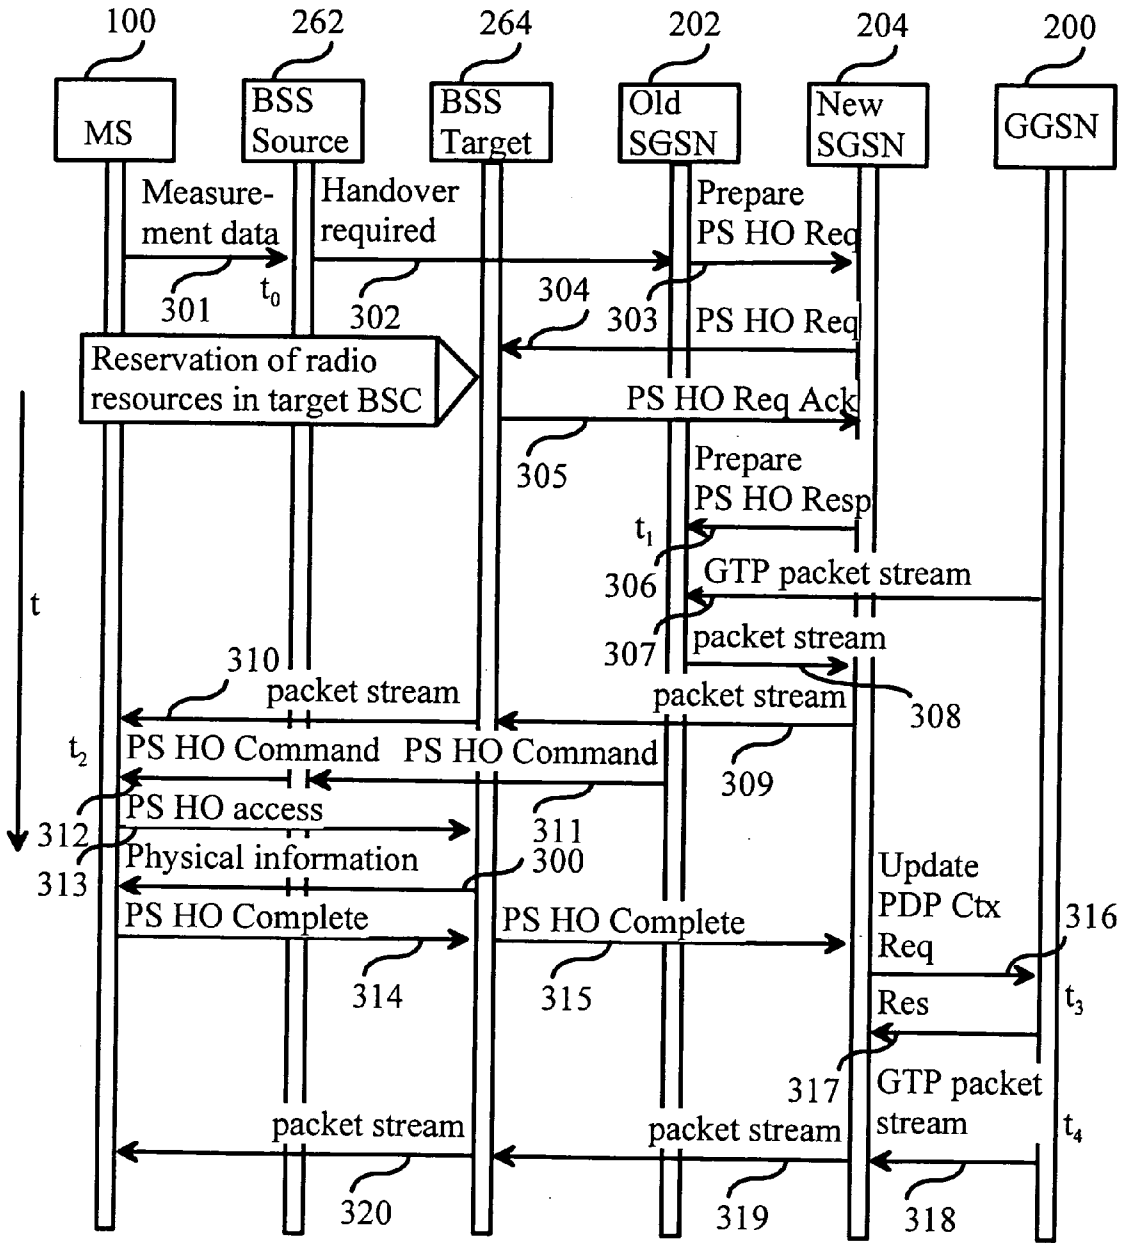 100
262
264
202
204
200
MS
BSS
Source
BSS
Target
Old
SGSN
New
SGSN
GGSN
Measure-
ment data
Handover
required
Prepare
PS HO Req
301
t0
302
304
303
PS HO Req
Reservation of radio
resources in target BSC
PS HO Req Ack
305
Prepare
PS HO Resp
t1
306
GTP packet stream
t
307
packet stream
310
packet stream
packet stream
308
t2
PS HO Command
PS HO Command
309
312
PS HO access
311
313
Physical information
300
Update
PDP Ctx
Req
316
PS HO Complete
PS HO Complete
314
315
t3
Res
317
GTP packet
stream
t4
packet stream
packet stream
320
319
318